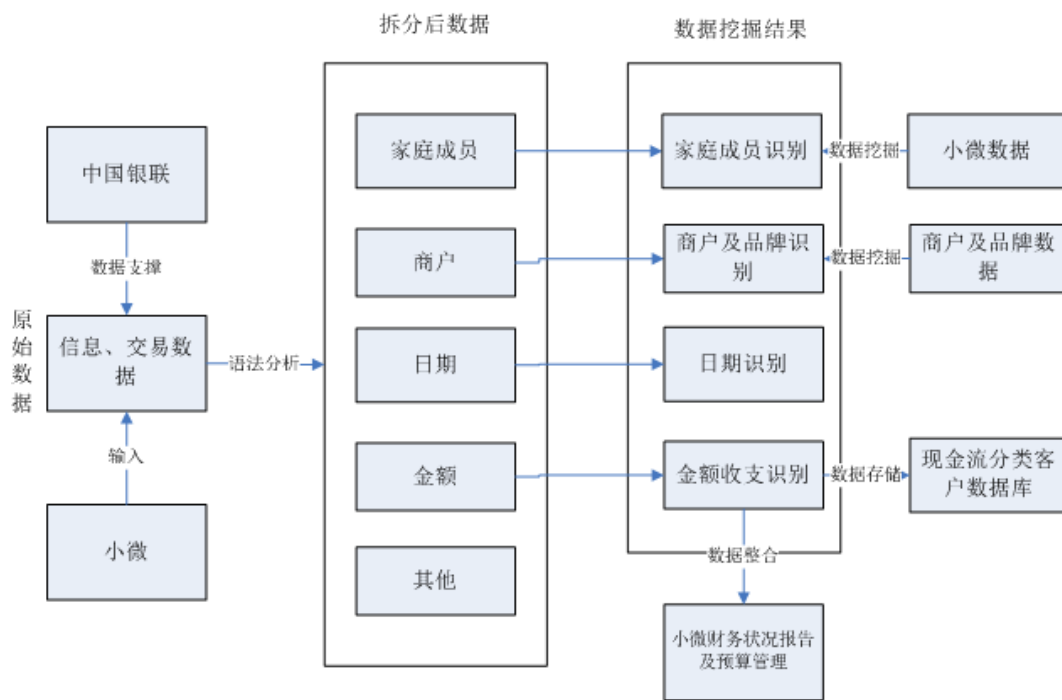 拆分后数据
数据挖掘结果
中国银联
数据支撑
原
始
数
据
信息、交易数
据
输入
小微
语法分析
家庭成员
商户
日期
金额
其他
家庭成员识别
商户及品牌识
别
日期识别
金额收支识别
数据整合
小微财务状况报告
及预算管理
数据挖掘
小微数据
数据挖掘
商户及品牌数
据
数据存储
现金流分类客
户数据库